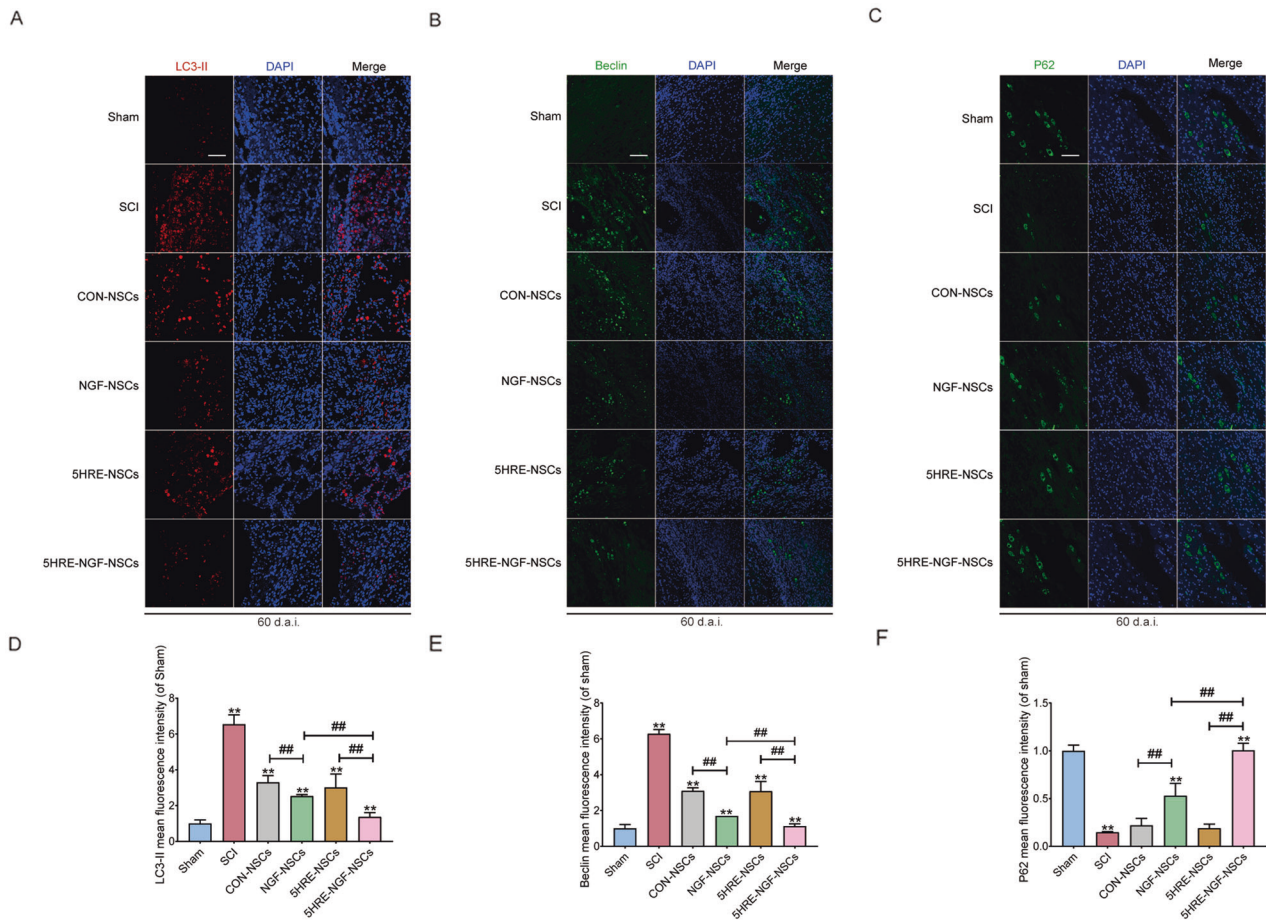 A
B
C
LC3-II DAPI Merge
Beclin DAPI Merge
P62 DAPI Merge
Sham
SCI
CON-NSCs
NGF-NSCs
5HRE-NSCs
5HRE-NGF-NSCs
60 d.a.i.
Sham
SCI
CON-NSCs
NGF-NSCs
5HRE-NSCs
5HRE-NGF-NSCs
60 d.a.i.
Sham
SCI
CON-NSCs
NGF-NSCs
5HRE-NSCs
5HRE-NGF-NSCs
60 d.a.i.
D
LC3-II mean fluorescence intensity (of Sham)
8
6
4
2
0
**
**
**
**
**
##
##
##
Sham
SCI
CON-NSCs
NGF-NSCs
5HRE-NSCs
5HRE-NGF-NSCs
E
Beclin mean fluorescence intensity (of sham)
8
6
4
2
0
**
**
**
**
**
##
##
##
Sham
SCI
CON-NSCs
NGF-NSCs
5HRE-NSCs
5HRE-NGF-NSCs
F
P62 mean fluorescence intensity (of sham)
1.5
1.0
0.5
0.0
**
**
**
##
##
##
Sham
SCI
CON-NSCs
NGF-NSCs
5HRE-NSCs
5HRE-NGF-NSCs